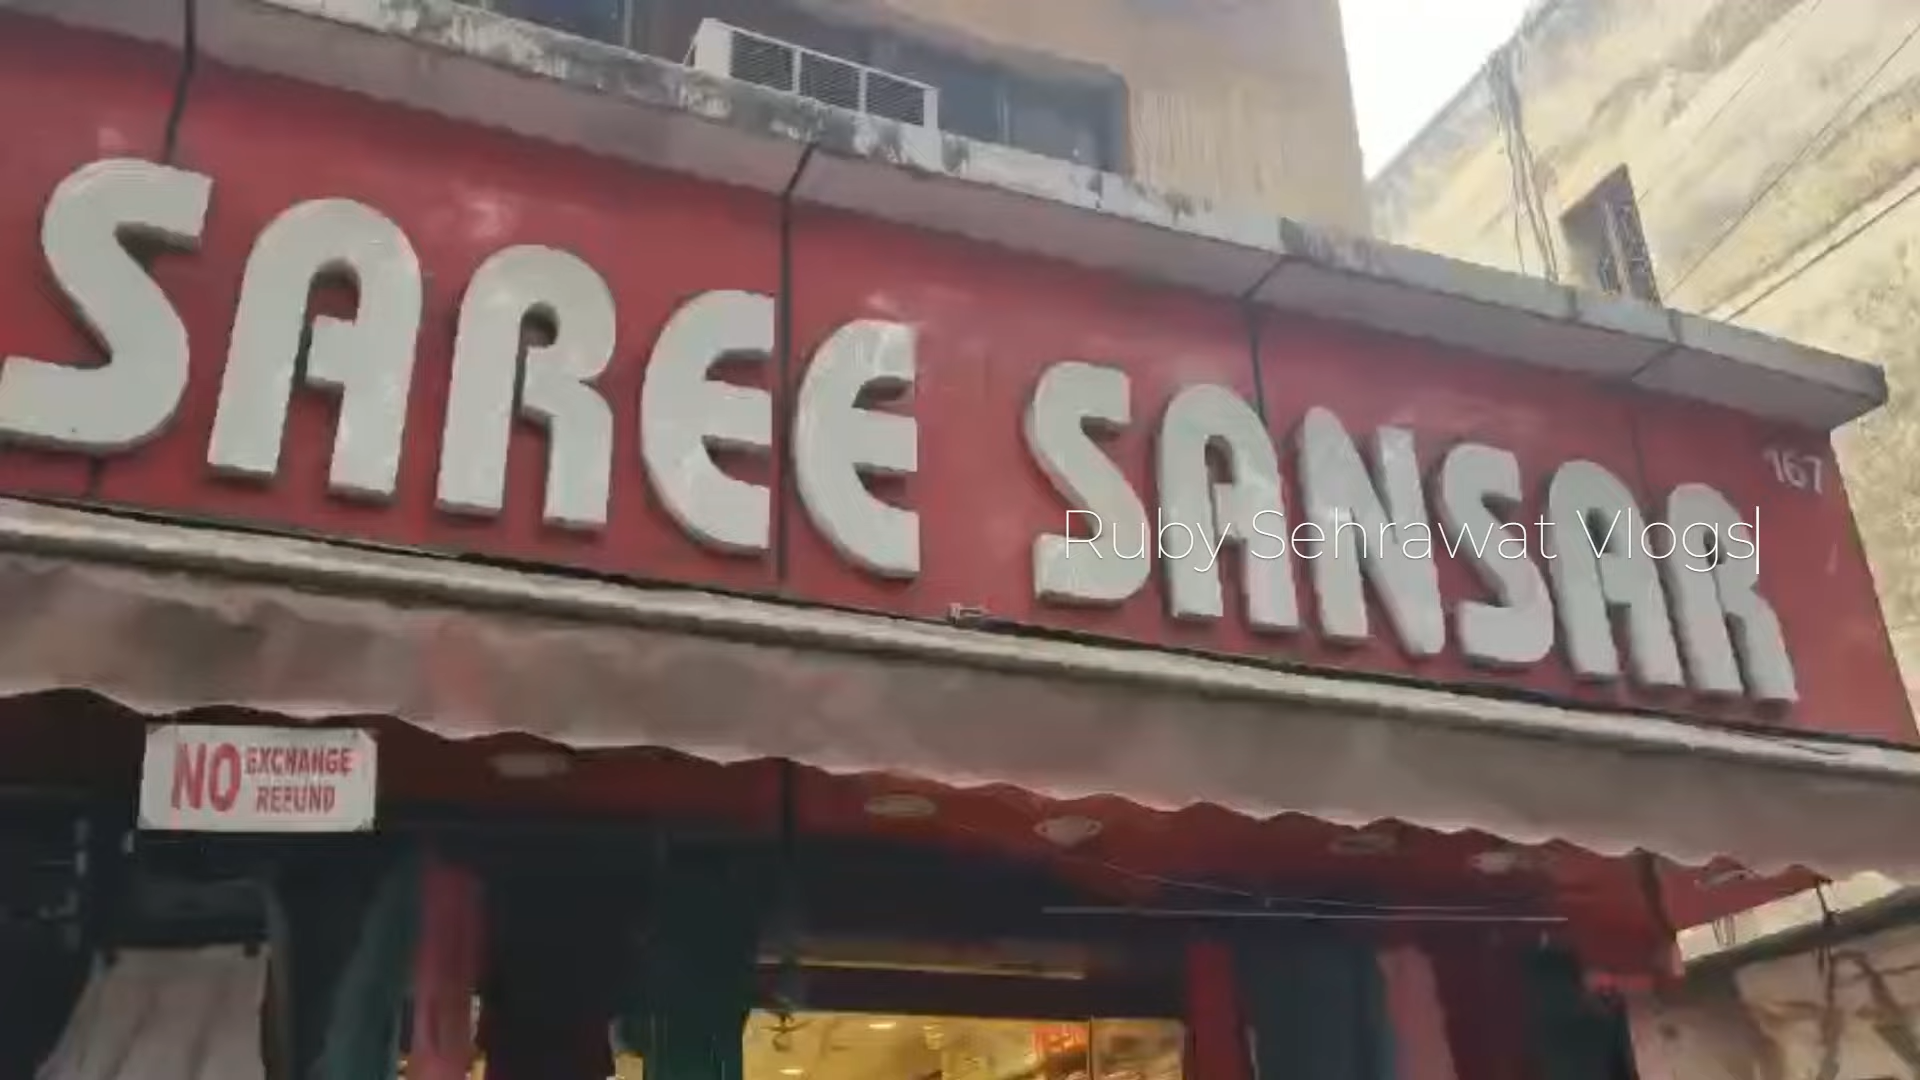 SAREE SANSAR
167
Ruby Sehrawat Vlogs
NO EXCHANGE
REFUND